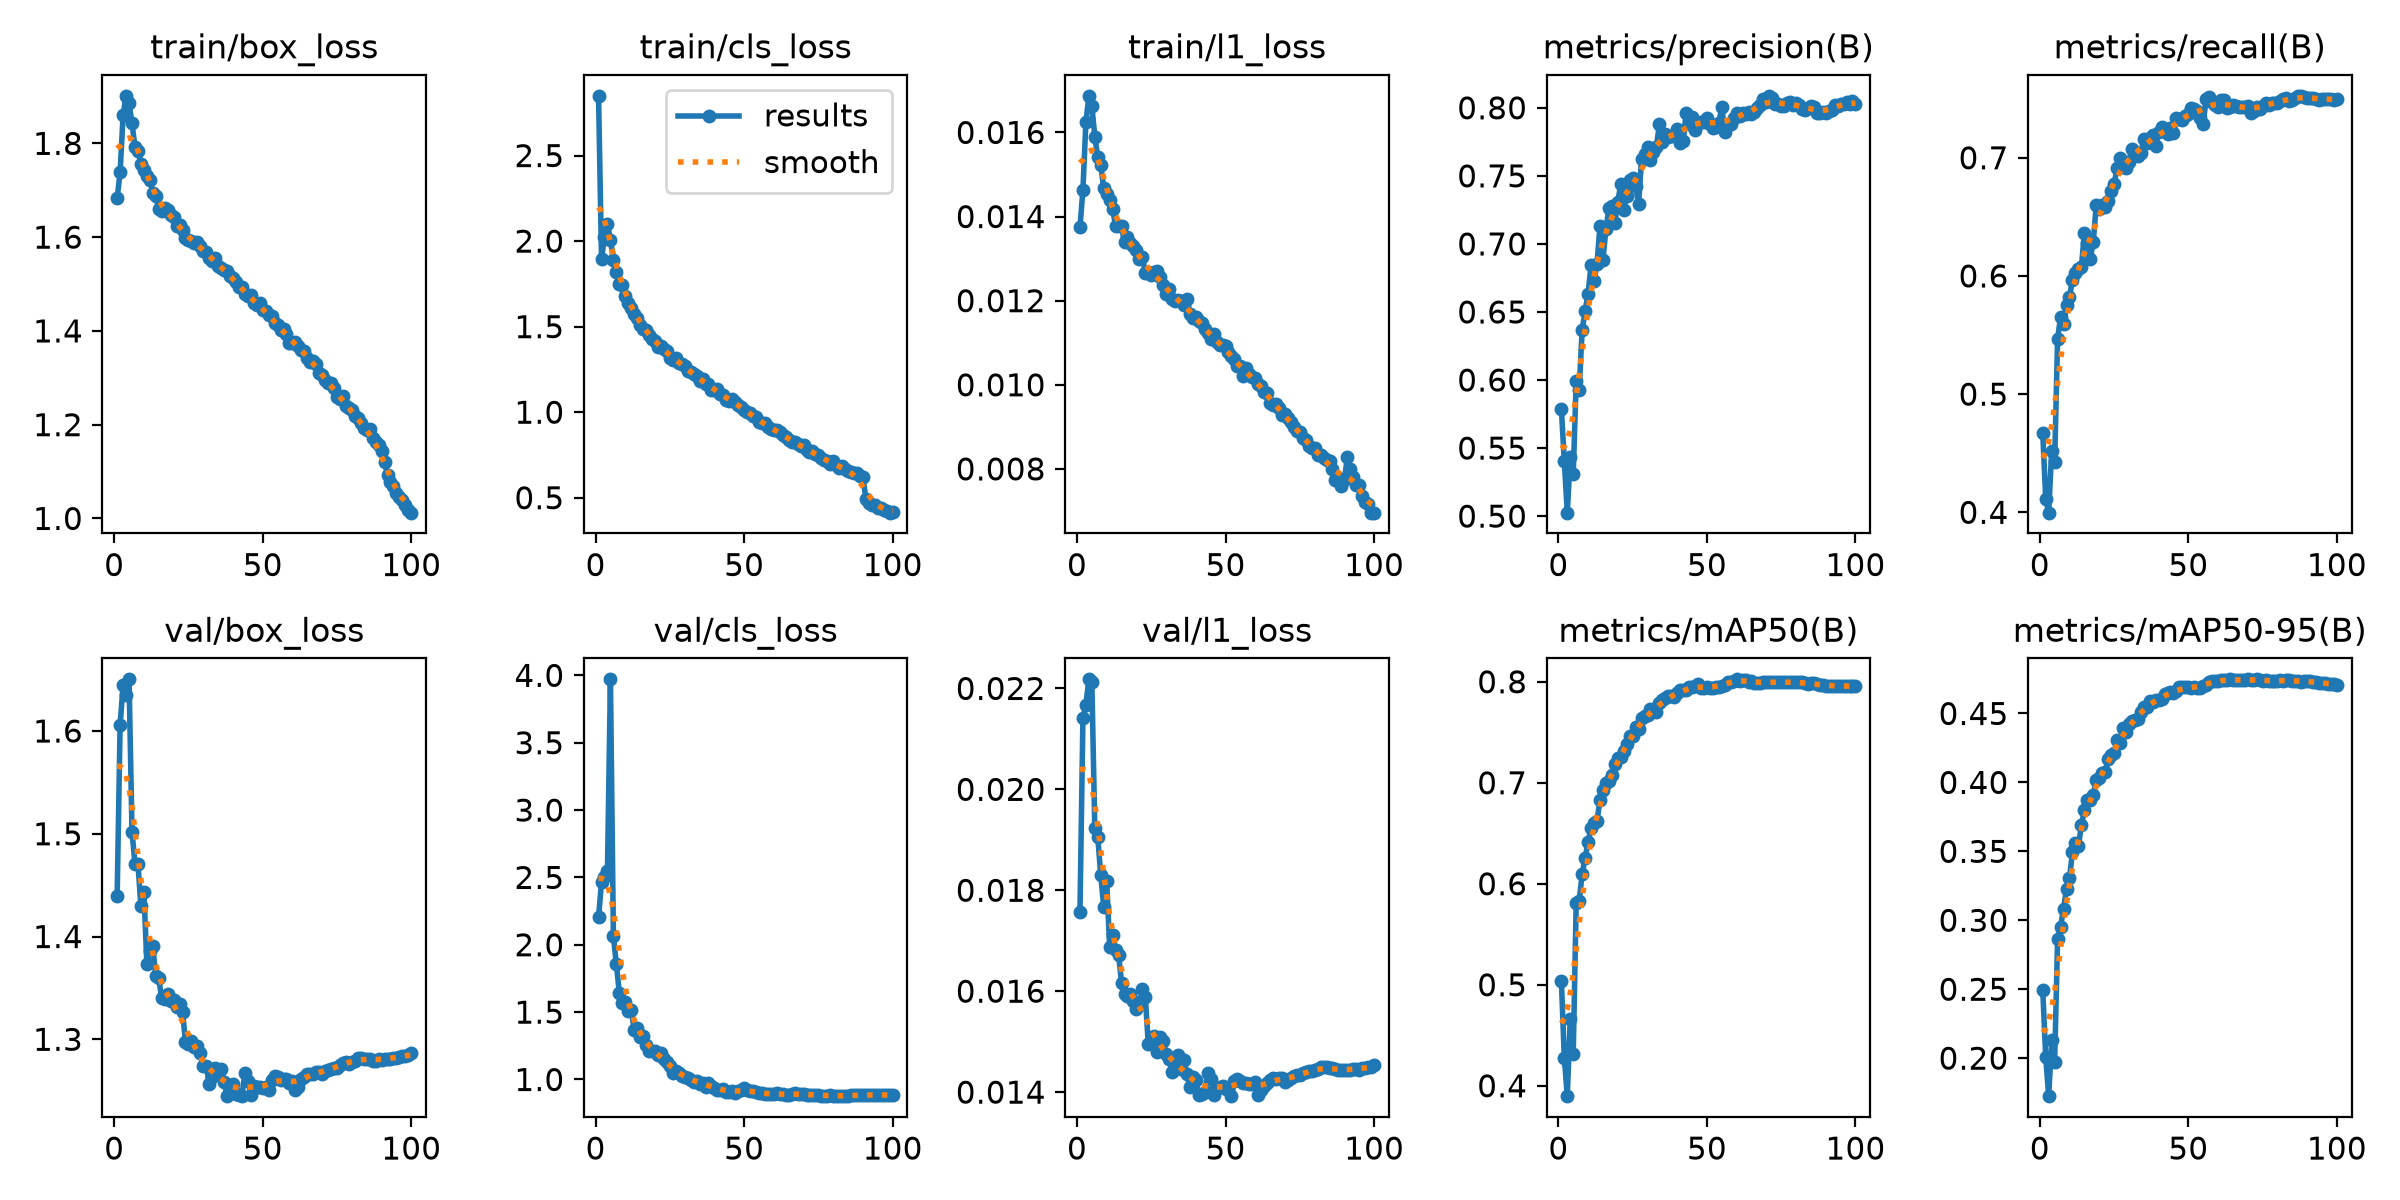 train/box_loss
1.8
1.6
1.4
1.2
1.0
0 50 100
train/cls_loss
results
smooth
2.5
2.0
1.5
1.0
0.5
0 50 100
train/l1_loss
0.016
0.014
0.012
0.010
0.008
0 50 100
metrics/precision(B)
0.80
0.75
0.70
0.65
0.60
0.55
0.50
0 50 100
metrics/recall(B)
0.7
0.6
0.5
0.4
0 50 100
val/box_loss
1.6
1.5
1.4
1.3
0 50 100
val/cls_loss
4.0
3.5
3.0
2.5
2.0
1.5
1.0
0 50 100
val/l1_loss
0.022
0.020
0.018
0.016
0.014
0 50 100
metrics/mAP50(B)
0.8
0.7
0.6
0.5
0.4
0 50 100
metrics/mAP50-95(B)
0.45
0.40
0.35
0.30
0.25
0.20
0 50 100